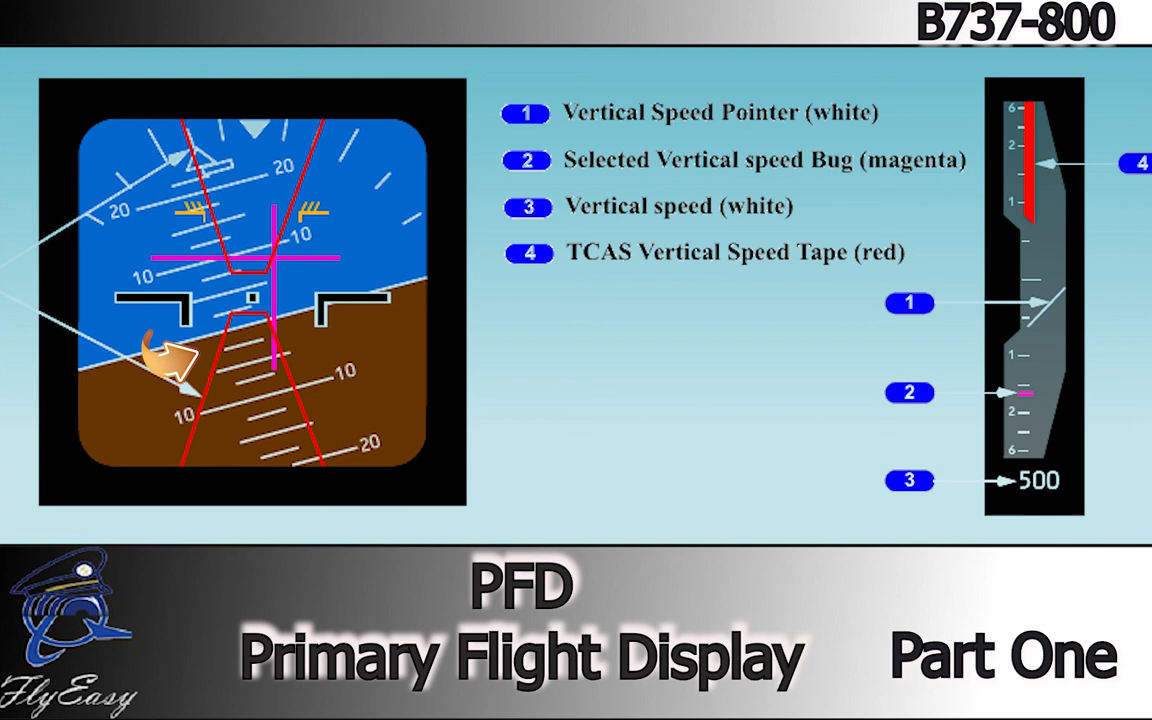 B737-800
1 Vertical Speed Pointer (white)
2 Selected Vertical speed Bug (magenta)
3 Vertical speed (white)
4 TCAS Vertical Speed Tape (red)
20
20
10
10
10
10
20
6
2
1
4
1
1
2
2
6
3
500
PFD
Primary Flight Display
Part One
FlyEasy